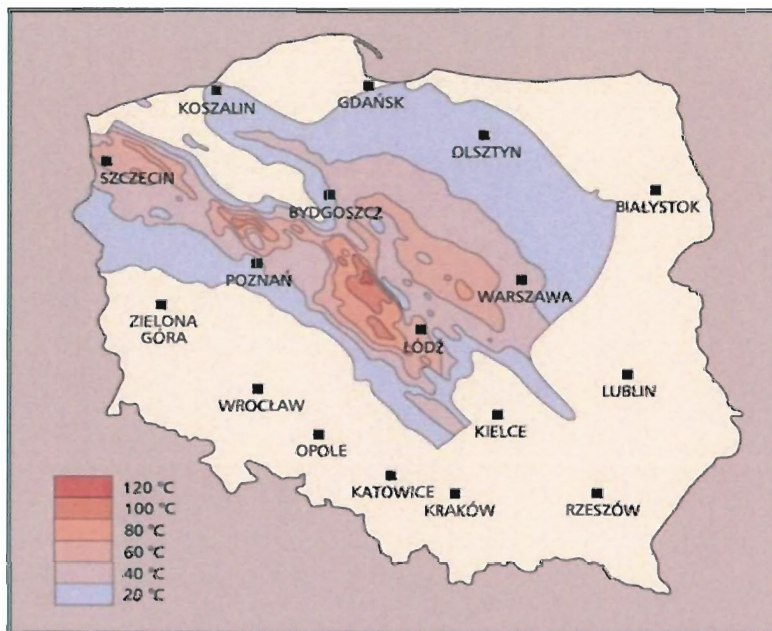 KOSZALIN
GDAŃSK
OLSZTYN
SZCZECIN
BIAŁYSTOK
BYDGOSZCZ
POZNAŃ
WARSZAWA
ZIELONA
GÓRA
ŁÓDŹ
LUBLIN
WROCŁAW
KIELCE
OPOLE
KATOWICE
KRAKÓW
RZESZÓW
120 °C
100 °C
80 °C
60 °C
40 °C
20 °C